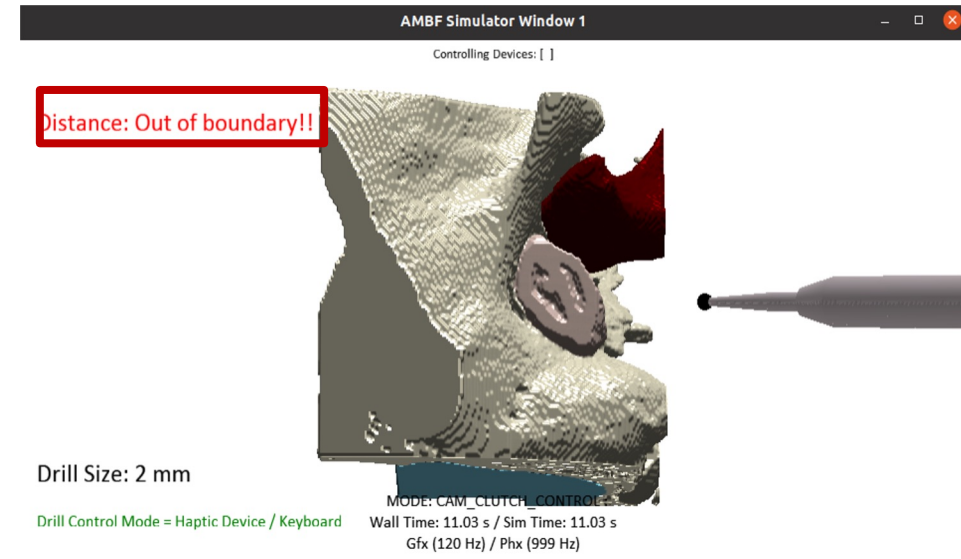 AMBF Simulator Window 1
Controlling Devices: [ ]
Distance: Out of boundary!!
Drill Size: 2 mm
Drill Control Mode = Haptic Device / Keyboard
MODE: CAM_CLUTCH_CONTROL
Wall Time: 11.03 s / Sim Time: 11.03 s
Gfx (120 Hz) / Phx (999 Hz)